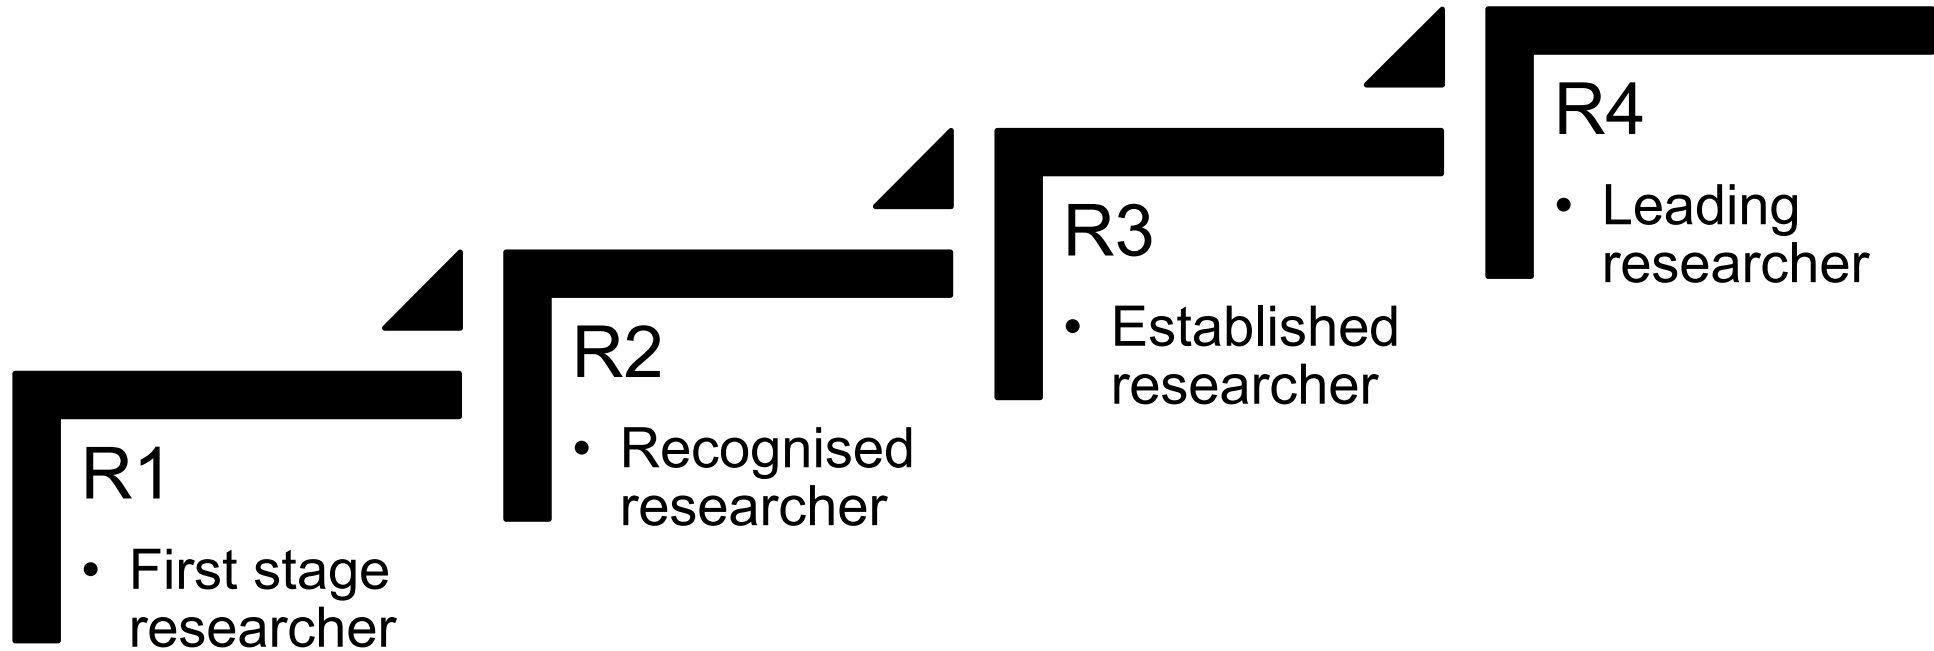 R1
• First stage
researcher
R2
• Recognised
researcher
R3
• Established
researcher
R4
• Leading
researcher